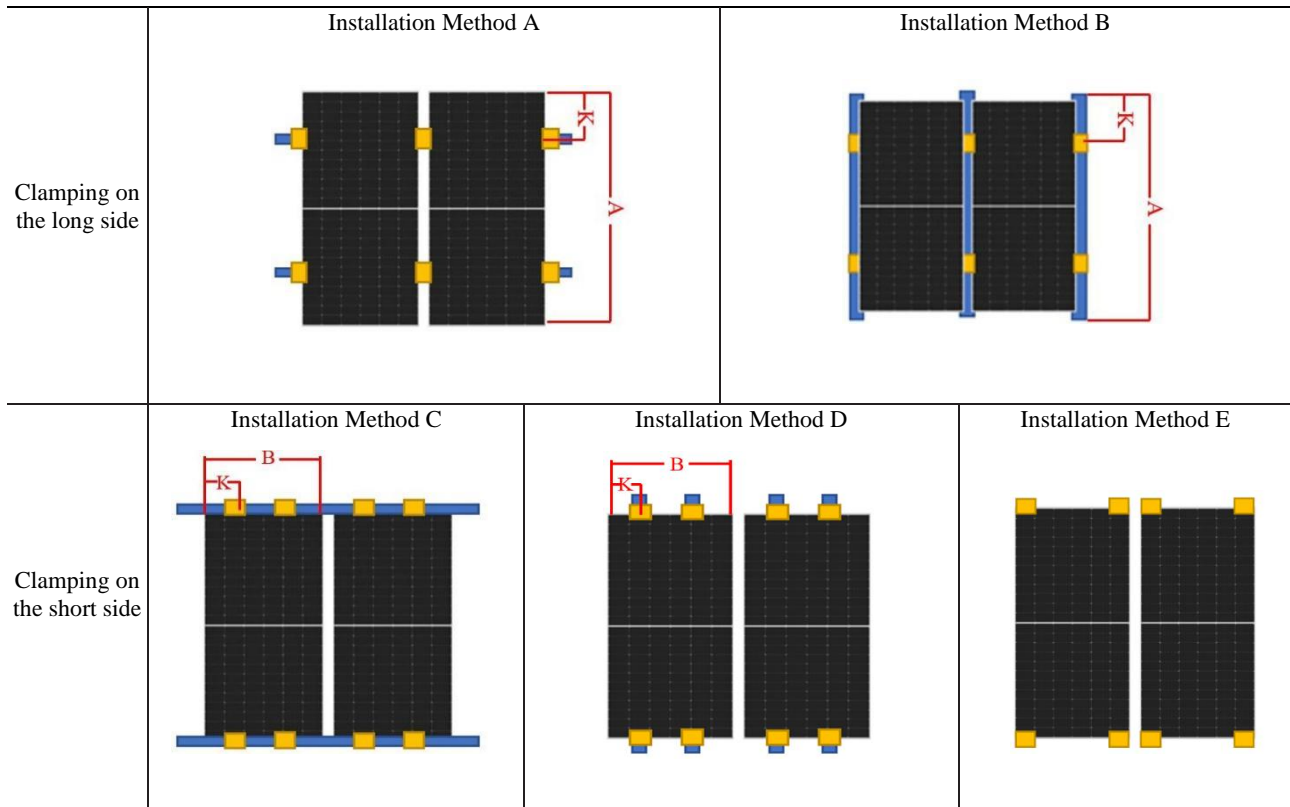 Installation Method A
Installation Method B
Clamping on
the long side
K
A
K
A
Installation Method C
Installation Method D
Installation Method E
Clamping on
the short side
B
K
B
K